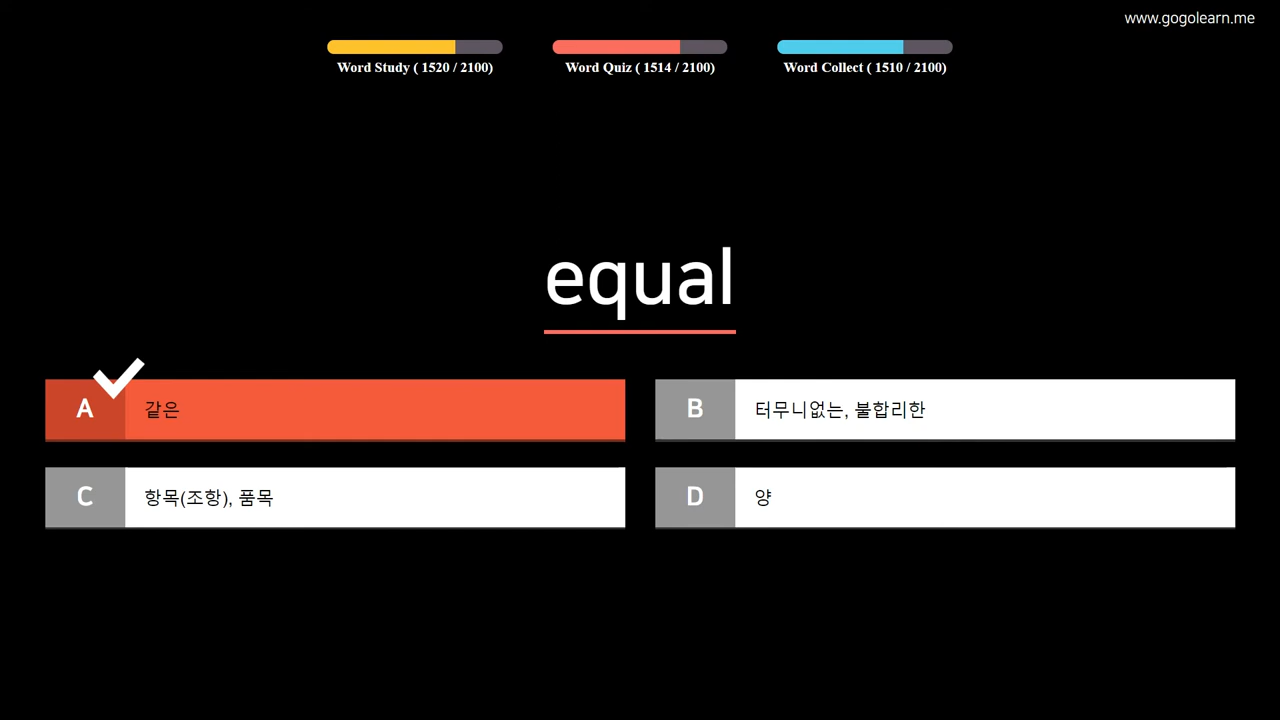 www.gogolearn.me
Word Study ( 1520 / 2100)
Word Quiz ( 1514 / 2100)
Word Collect ( 1510 / 2100)
equal
A 같은
B 터무니없는, 불합리한
C 항목(조항), 품목
D 양